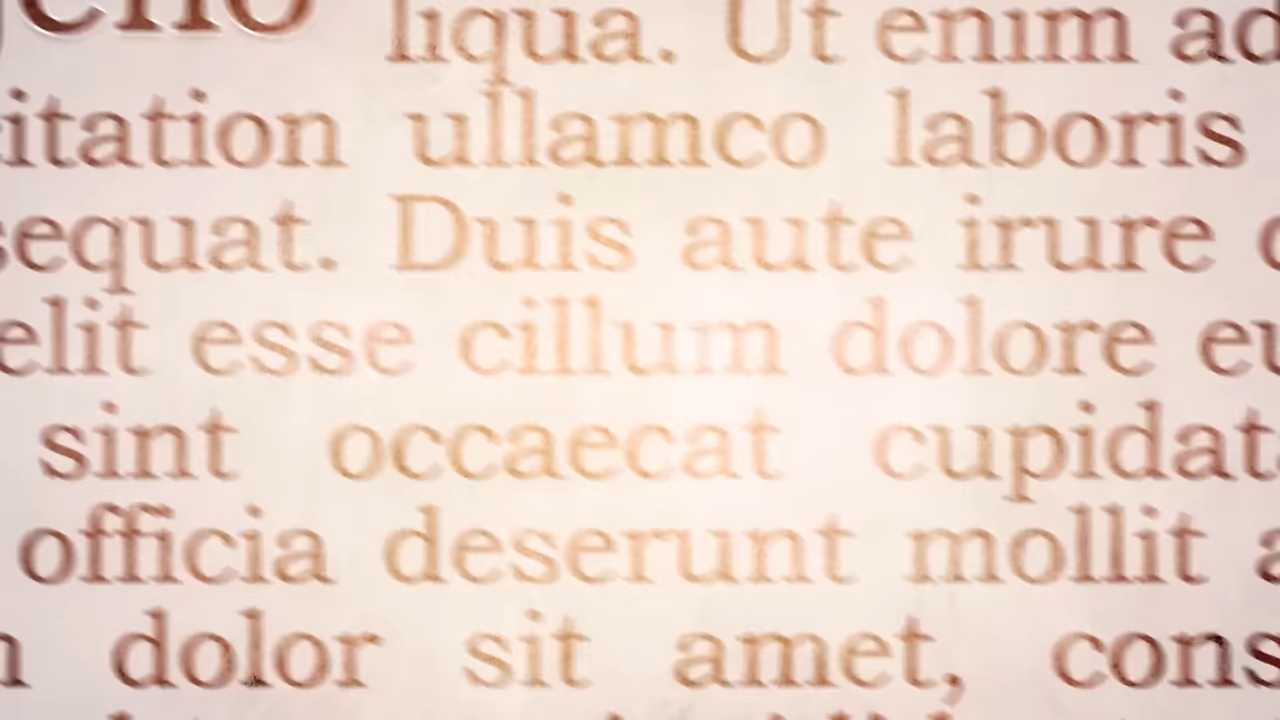 liqua. Ut enim ad
citation ullamco laboris
sequat. Duis aute irure
elit esse cillum dolore eu
sint occaecat cupidat
officia deserunt mollit a
dolor sit amet, cons